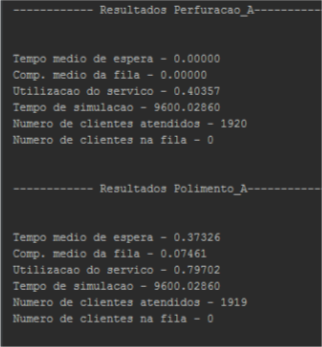 ------------ Resultados Perfuracao_A----------
Tempo medio de espera - 0.00000
Comp. medio da fila - 0.00000
Utilizacao do servico - 0.40357
Tempo de simulacao - 9600.02860
Numero de clientes atendidos - 1920
Numero de clientes na fila - 0
------------ Resultados Polimento_A-----------
Tempo medio de espera - 0.37326
Comp. medio da fila - 0.07461
Utilizacao do servico - 0.79702
Tempo de simulacao - 9600.02860
Numero de clientes atendidos - 1919
Numero de clientes na fila - 0